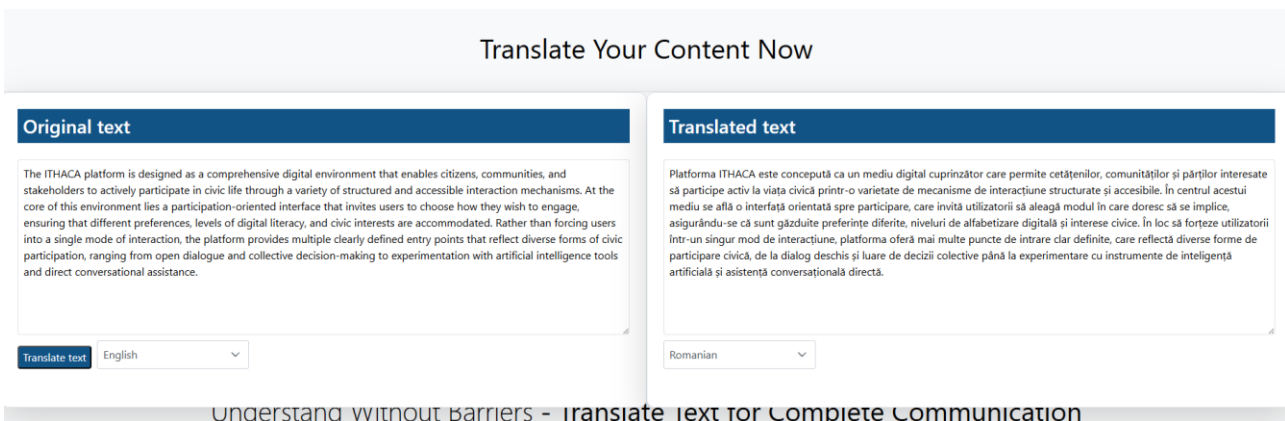 Translate Your Content Now
Original text
The ITHACA platform is designed as a comprehensive digital environment that enables citizens, communities, and
stakeholders to actively participate in civic life through a variety of structured and accessible interaction mechanisms. At the
core of this environment lies a participation-oriented interface that invites users to choose how they wish to engage,
ensuring that different preferences, levels of digital literacy, and civic interests are accommodated. Rather than forcing users
into a single mode of interaction, the platform provides multiple clearly defined entry points that reflect diverse forms of civic
participation, ranging from open dialogue and collective decision-making to experimentation with artificial intelligence tools
and direct conversational assistance.
Translate text
English
Translated text
Platforma ITHACA este concepută ca un mediu digital cuprinzător care permite cetățenilor, comunităților și părților interesate
să participe activ la viața civică printr-o varietate de mecanisme de interacțiune structurate și accesibile. În centrul acestui
mediu se află o interfață orientată spre participare, care invită utilizatorii să aleagă modul în care doresc să se implice,
asigurându-se că sunt găzduite preferințe diferite, niveluri de alfabetizare digitală și interese civice. În loc să forțeze utilizatorii
într-un singur mod de interacțiune, platforma oferă mai multe puncte de intrare clar definite, care reflectă diverse forme de
participare civică, de la dialog deschis și luare de decizii colective până la experimentare cu instrumente de inteligență
artificială și asistență conversațională directă.
Romanian
Understand Without Barriers - Translate Text for Complete Communication